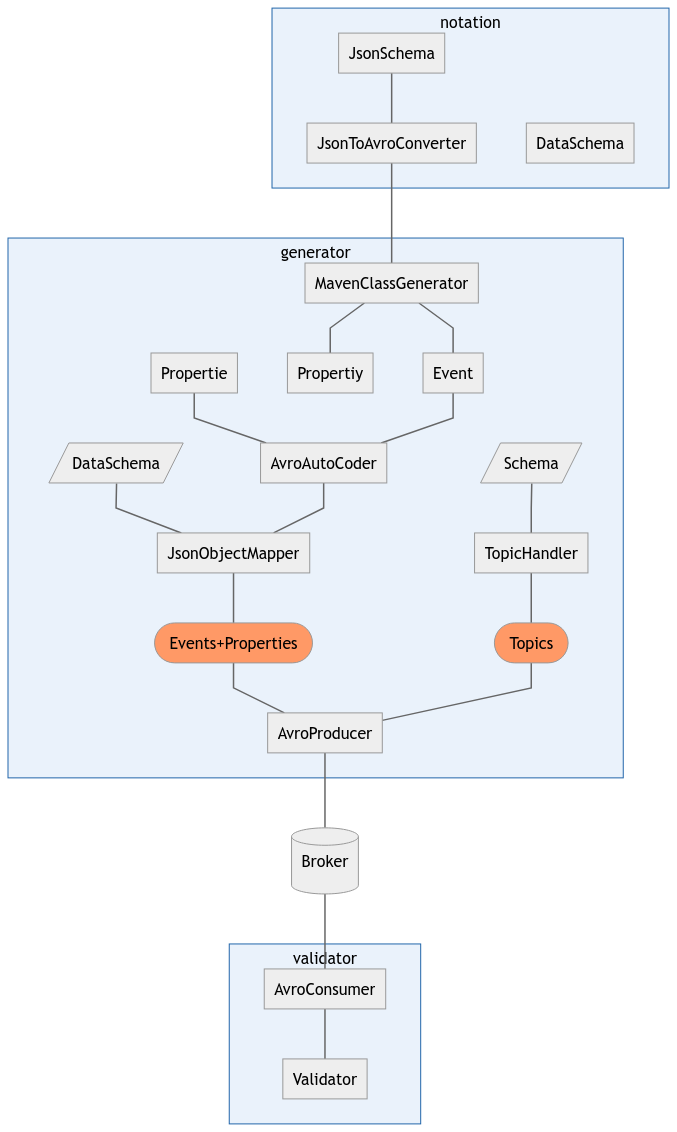 notation
JsonSchema
JsonToAvroConverter
DataSchema
generator
MavenClassGenerator
Propertie
Propertiy
Event
DataSchema
AvroAutoCoder
Schema
JsonObjectMapper
TopicHandler
Events+Properties
Topics
AvroProducer
Broker
validator
AvroConsumer
Validator